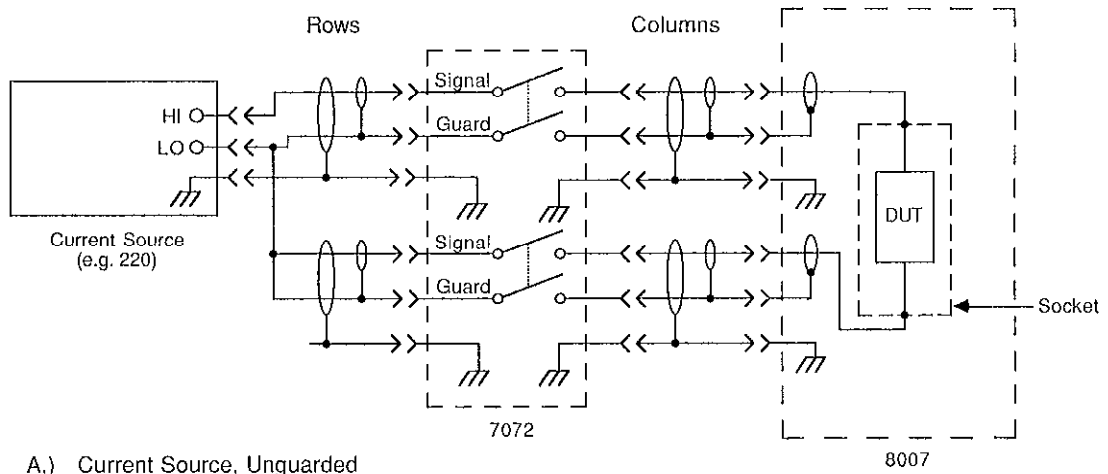 Rows
Columns
Signal
HI
Guard
LO
DUT
Current Source
(e.g. 220)
Signal
Guard
Socket
7072
8007
A.) Current Source, Unguarded